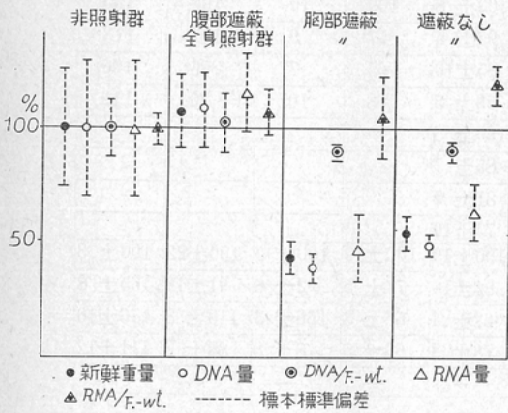 非照射群 腹部遮蔽 胸部遮蔽 遮蔽なし
全身照射群 〃 〃
%
100
50
● 新鮮重量 ○ DNA量 ◉ DNA/F.-wt. △ RNA量
RNA/F.-wt. ------- 標本標準偏差